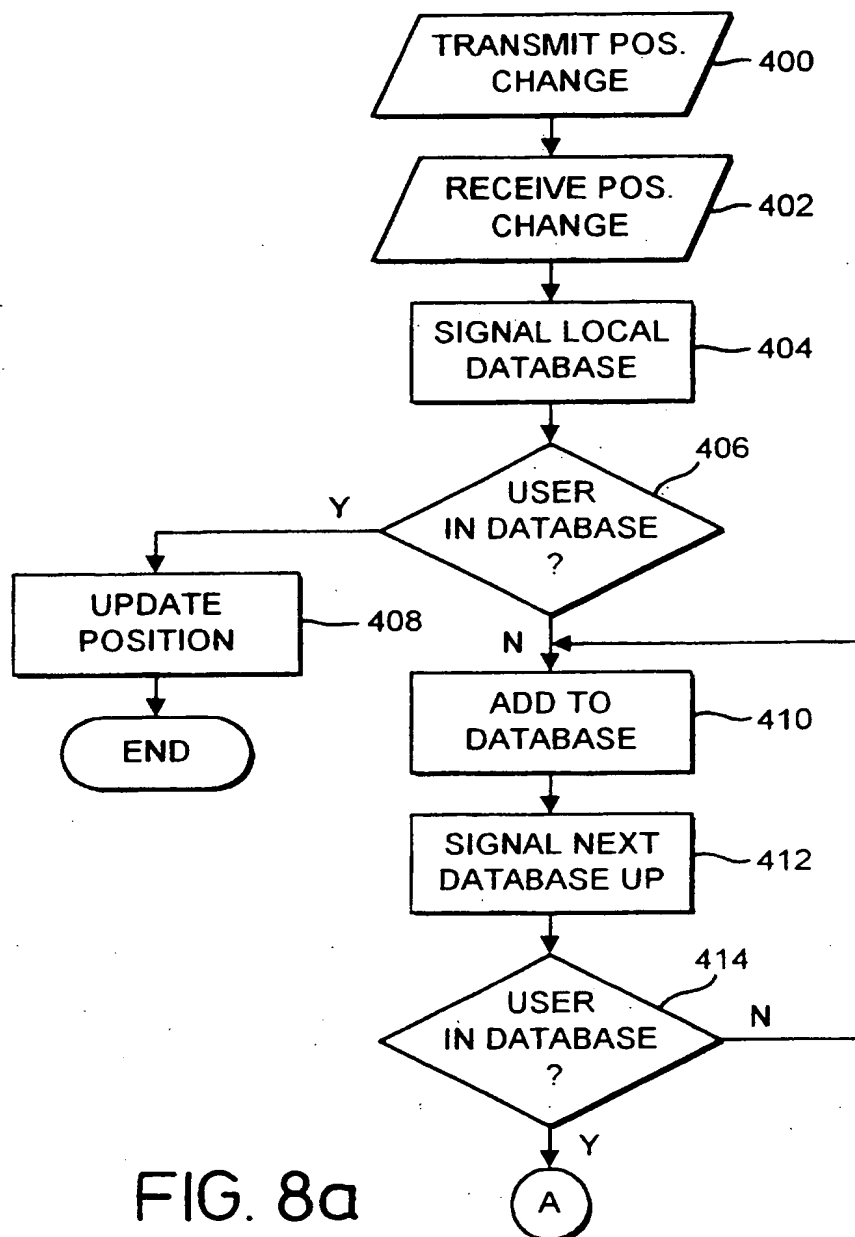 TRANSMIT POS.
CHANGE
400
RECEIVE POS.
CHANGE
402
SIGNAL LOCAL
DATABASE
404
406
USER
IN DATABASE
?
Y
N
UPDATE
POSITION
408
END
ADD TO
DATABASE
410
SIGNAL NEXT
DATABASE UP
412
414
USER
IN DATABASE
?
N
Y
A
FIG. 8a